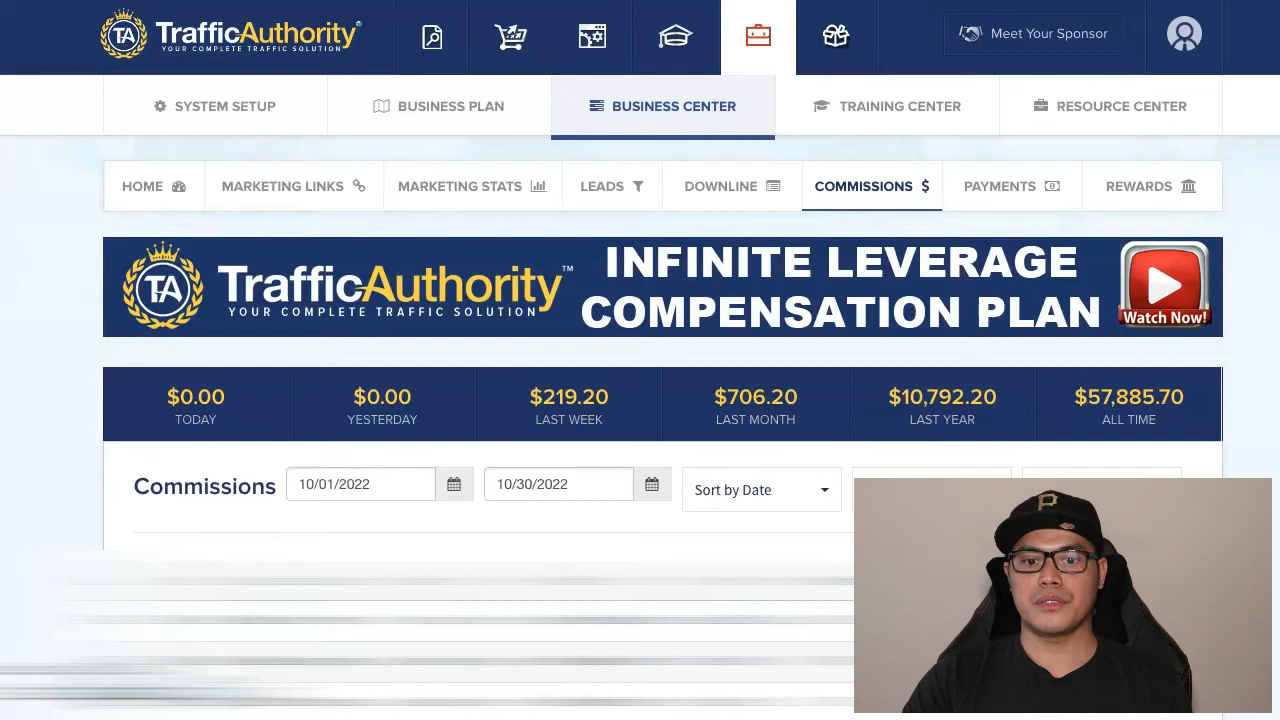 TA TrafficAuthority®
YOUR COMPLETE TRAFFIC SOLUTION
Meet Your Sponsor
SYSTEM SETUP
BUSINESS PLAN
BUSINESS CENTER
TRAINING CENTER
RESOURCE CENTER
HOME
MARKETING LINKS
MARKETING STATS
LEADS
DOWNLINE
COMMISSIONS $
PAYMENTS
REWARDS
TA TrafficAuthority™
YOUR COMPLETE TRAFFIC SOLUTION
INFINITE LEVERAGE
COMPENSATION PLAN
Watch Now!
$0.00 $0.00 $219.20 $706.20 $10,792.20 $57,885.70
TODAY YESTERDAY LAST WEEK LAST MONTH LAST YEAR ALL TIME
Commissions 10/01/2022 10/30/2022 Sort by Date
P